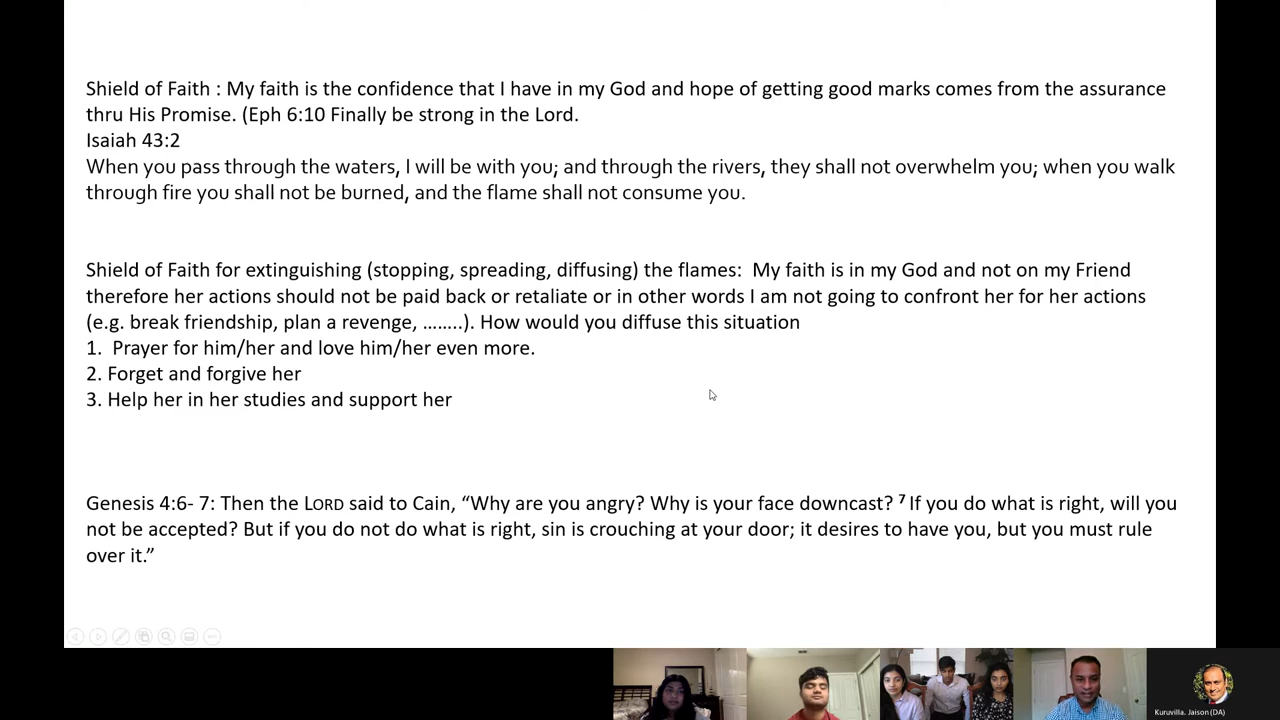 Shield of Faith : My faith is the confidence that I have in my God and hope of getting good marks comes from the assurance
thru His Promise. (Eph 6:10 Finally be strong in the Lord.
Isaiah 43:2
When you pass through the waters, I will be with you; and through the rivers, they shall not overwhelm you; when you walk
through fire you shall not be burned, and the flame shall not consume you.
Shield of Faith for extinguishing (stopping, spreading, diffusing) the flames:  My faith is in my God and not on my Friend
therefore her actions should not be paid back or retaliate or in other words I am not going to confront her for her actions
(e.g. break friendship, plan a revenge, ……..). How would you diffuse this situation
1.  Prayer for him/her and love him/her even more.
2. Forget and forgive her
3. Help her in her studies and support her
Genesis 4:6- 7: Then the LORD said to Cain, “Why are you angry? Why is your face downcast? ⁷ If you do what is right, will you
not be accepted? But if you do not do what is right, sin is crouching at your door; it desires to have you, but you must rule
over it.”
Kuruvilla. Jaison (DA)